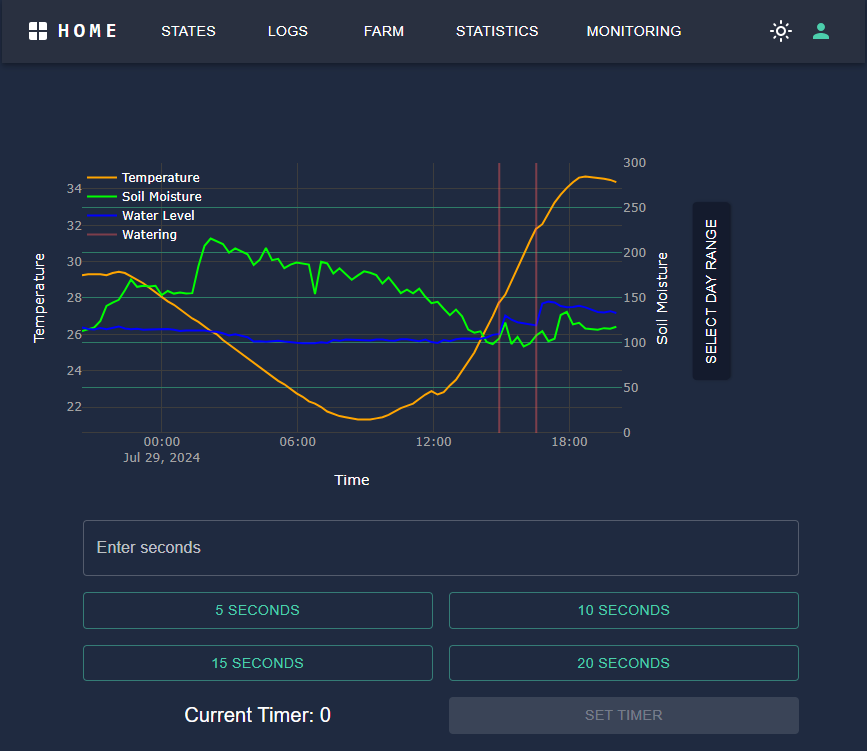 HOME STATES LOGS FARM STATISTICS MONITORING
Temperature
Soil Moisture
Water Level
Watering
34
32
30
28
26
24
22
300
250
200
150
100
50
0
Temperature
Soil Moisture
SELECT DAY RANGE
00:00 06:00 12:00 18:00
Jul 29, 2024
Time
Enter seconds
5 SECONDS 10 SECONDS
15 SECONDS 20 SECONDS
Current Timer: 0 SET TIMER